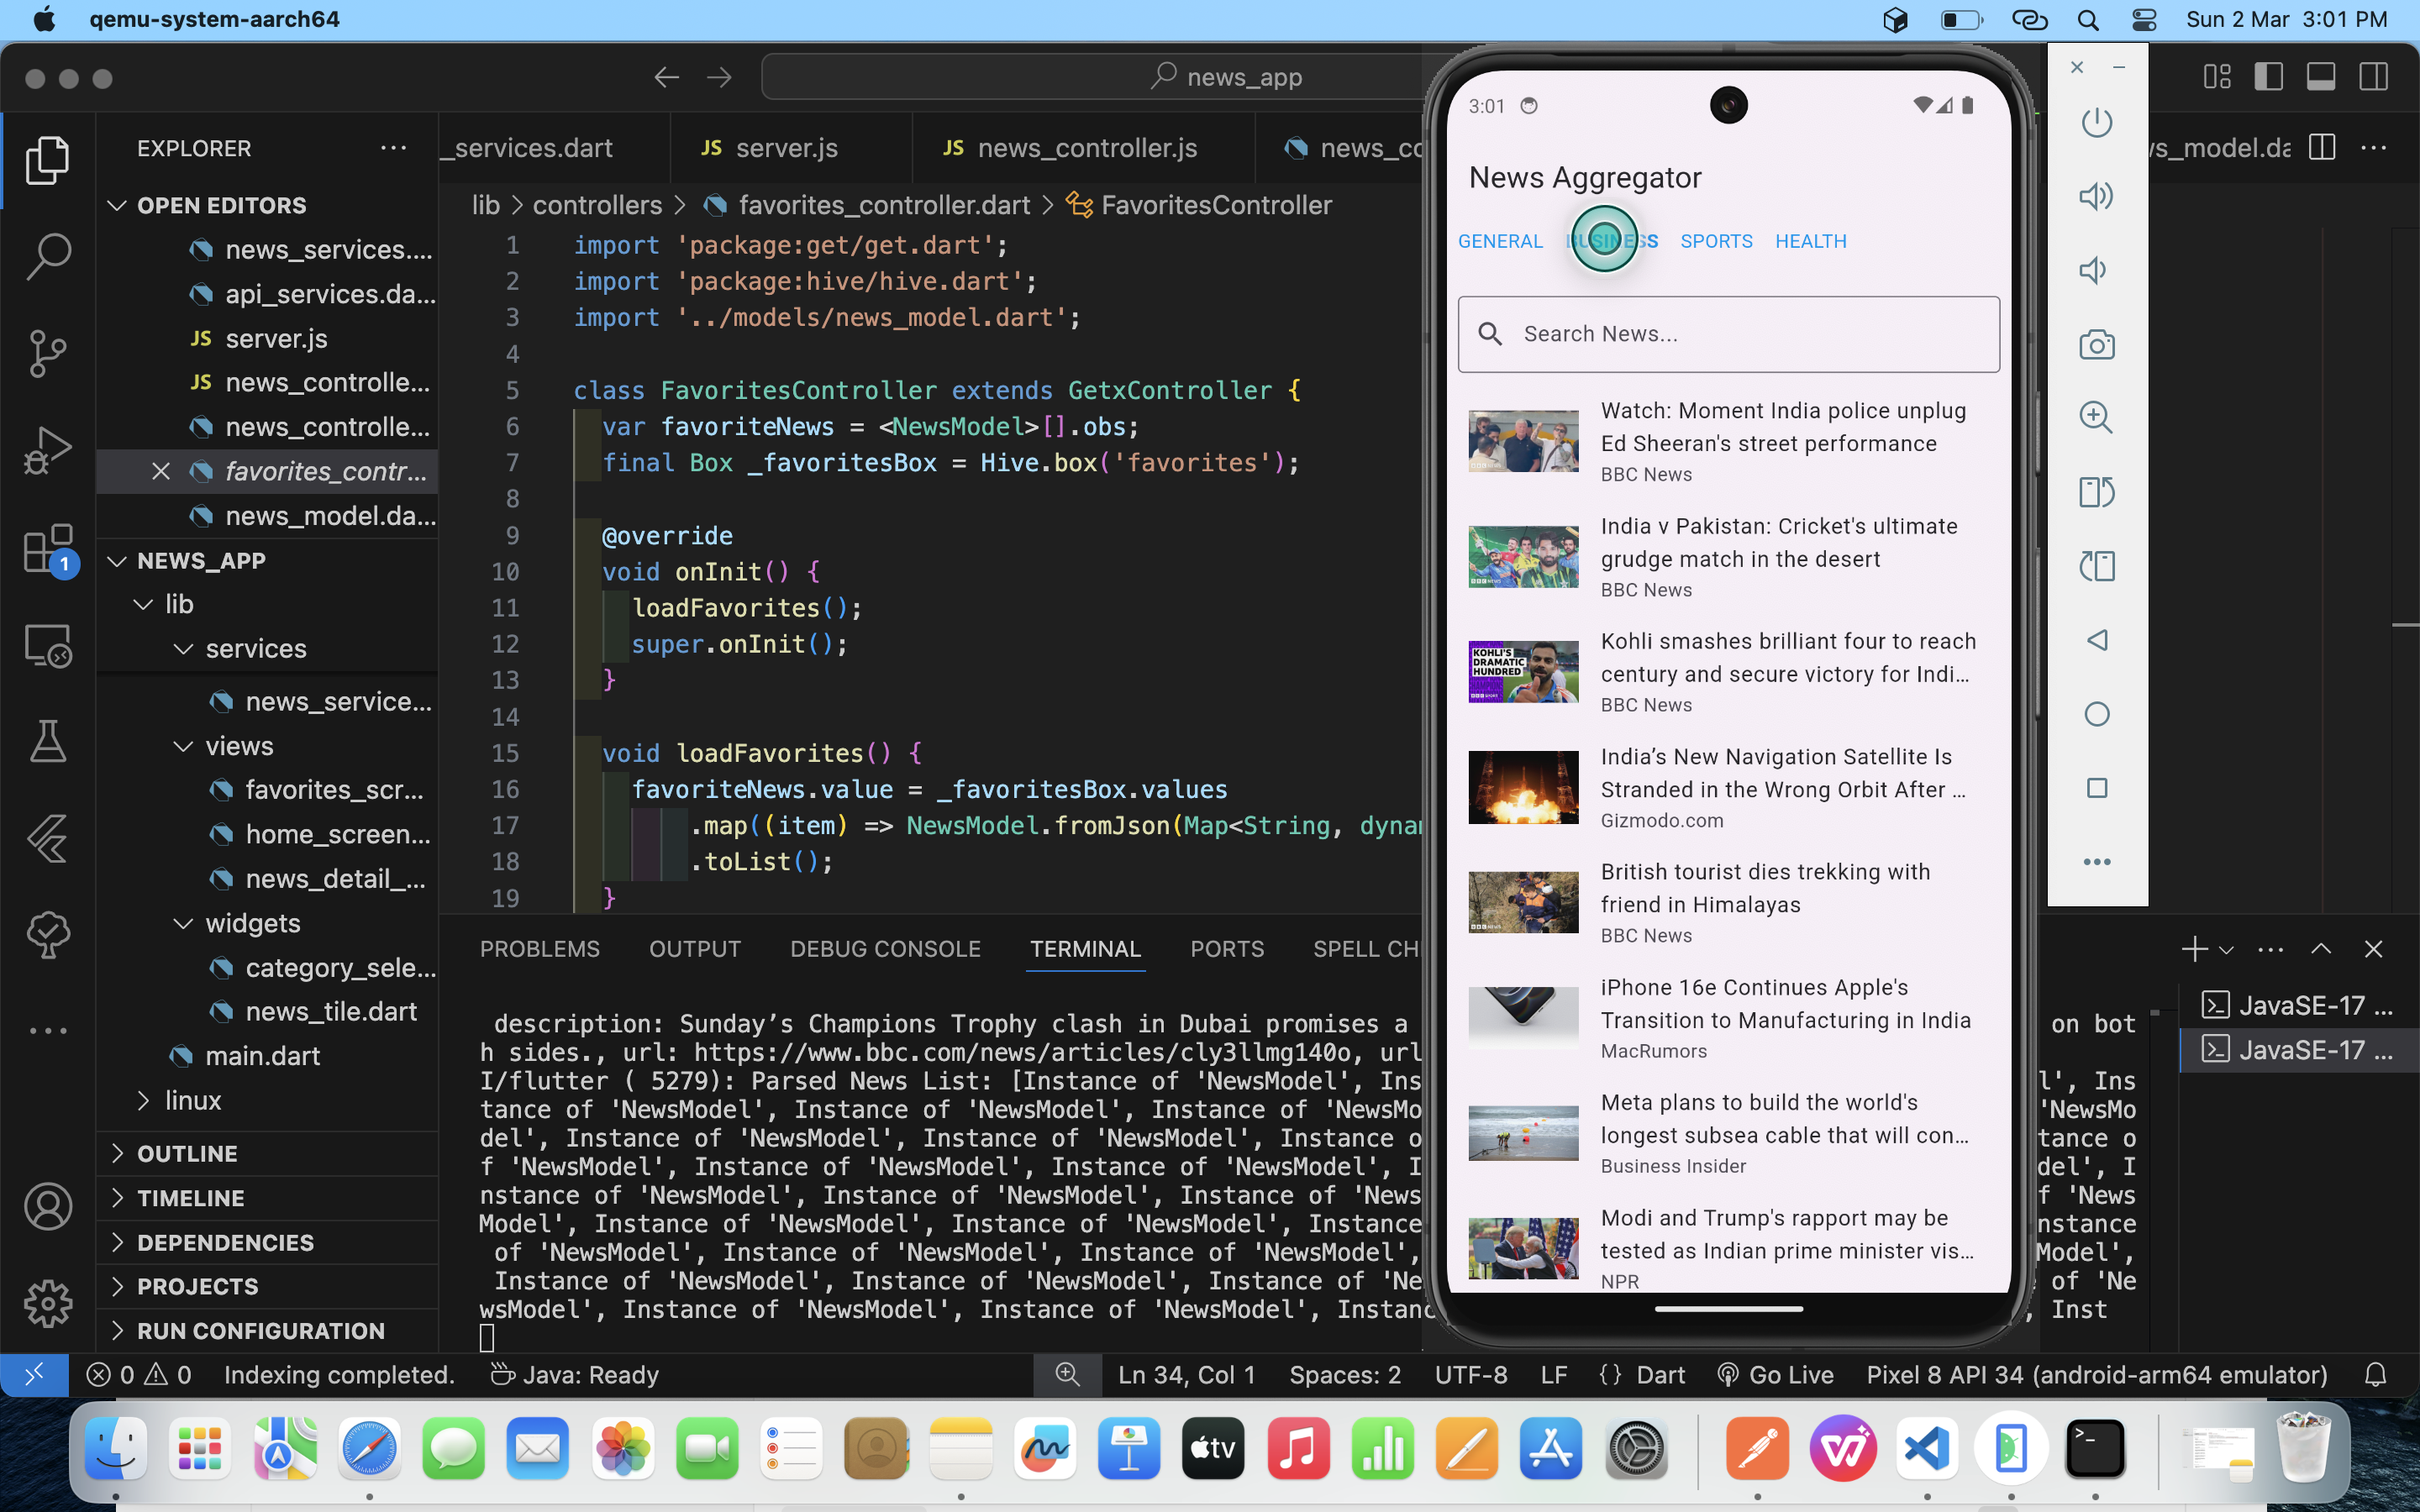 qemu-system-aarch64
Sun 2 Mar 3:01 PM
news_app
EXPLORER
_services.dart
JS server.js
JS news_controller.js
OPEN EDITORS
news_services....
api_services.da...
JS server.js
JS news_controlle...
news_controlle...
favorites_contr...
news_model.da...
NEWS_APP
lib
services
news_service...
views
favorites_scr...
home_screen...
news_detail_...
widgets
category_sele...
news_tile.dart
main.dart
linux
OUTLINE
TIMELINE
DEPENDENCIES
PROJECTS
RUN CONFIGURATION
1
lib > controllers > favorites_controller.dart > FavoritesController
1 import 'package:get/get.dart';
2 import 'package:hive/hive.dart';
3 import '../models/news_model.dart';
4
5 class FavoritesController extends GetxController {
6 var favoriteNews = <NewsModel>[].obs;
7 final Box _favoritesBox = Hive.box('favorites');
8
9 @override
10 void onInit() {
11 loadFavorites();
12 super.onInit();
13 }
14
15 void loadFavorites() {
16 favoriteNews.value = _favoritesBox.values
17 .map((item) => NewsModel.fromJson(Map<String, dynam
18 .toList();
19 }
PROBLEMS OUTPUT DEBUG CONSOLE TERMINAL PORTS SPELL CH
description: Sunday’s Champions Trophy clash in Dubai promises a
on bot
h sides., url: https://www.bbc.com/news/articles/cly3llmg140o, url
I/flutter ( 5279): Parsed News List: [Instance of 'NewsModel', Ins
l', Ins
tance of 'NewsModel', Instance of 'NewsModel', Instance of 'NewsMo
'NewsMo
del', Instance of 'NewsModel', Instance of 'NewsModel', Instance o
tance o
f 'NewsModel', Instance of 'NewsModel', Instance of 'NewsModel', I
del', I
nstance of 'NewsModel', Instance of 'NewsModel', Instance of 'News
f 'News
Model', Instance of 'NewsModel', Instance of 'NewsModel', Instance
nstance
of 'NewsModel', Instance of 'NewsModel', Instance of 'NewsModel',
Model',
Instance of 'NewsModel', Instance of 'NewsModel', Instance of 'Ne
of 'Ne
wsModel', Instance of 'NewsModel', Instance of 'NewsModel', Instanc
, Inst
JavaSE-17 ...
JavaSE-17 ...
3:01
News Aggregator
GENERAL BUSINESS SPORTS HEALTH
Search News...
Watch: Moment India police unplug
Ed Sheeran's street performance
BBC News
India v Pakistan: Cricket's ultimate
grudge match in the desert
BBC News
KOHLI'S
DRAMATIC
HUNDRED
Kohli smashes brilliant four to reach
century and secure victory for Indi...
BBC News
India’s New Navigation Satellite Is
Stranded in the Wrong Orbit After ...
Gizmodo.com
British tourist dies trekking with
friend in Himalayas
BBC News
iPhone 16e Continues Apple's
Transition to Manufacturing in India
MacRumors
Meta plans to build the world's
longest subsea cable that will con...
Business Insider
Modi and Trump's rapport may be
tested as Indian prime minister vis...
NPR
0 0 Indexing completed. Java: Ready
Ln 34, Col 1 Spaces: 2 UTF-8 LF {} Dart Go Live Pixel 8 API 34 (android-arm64 emulator)
tv